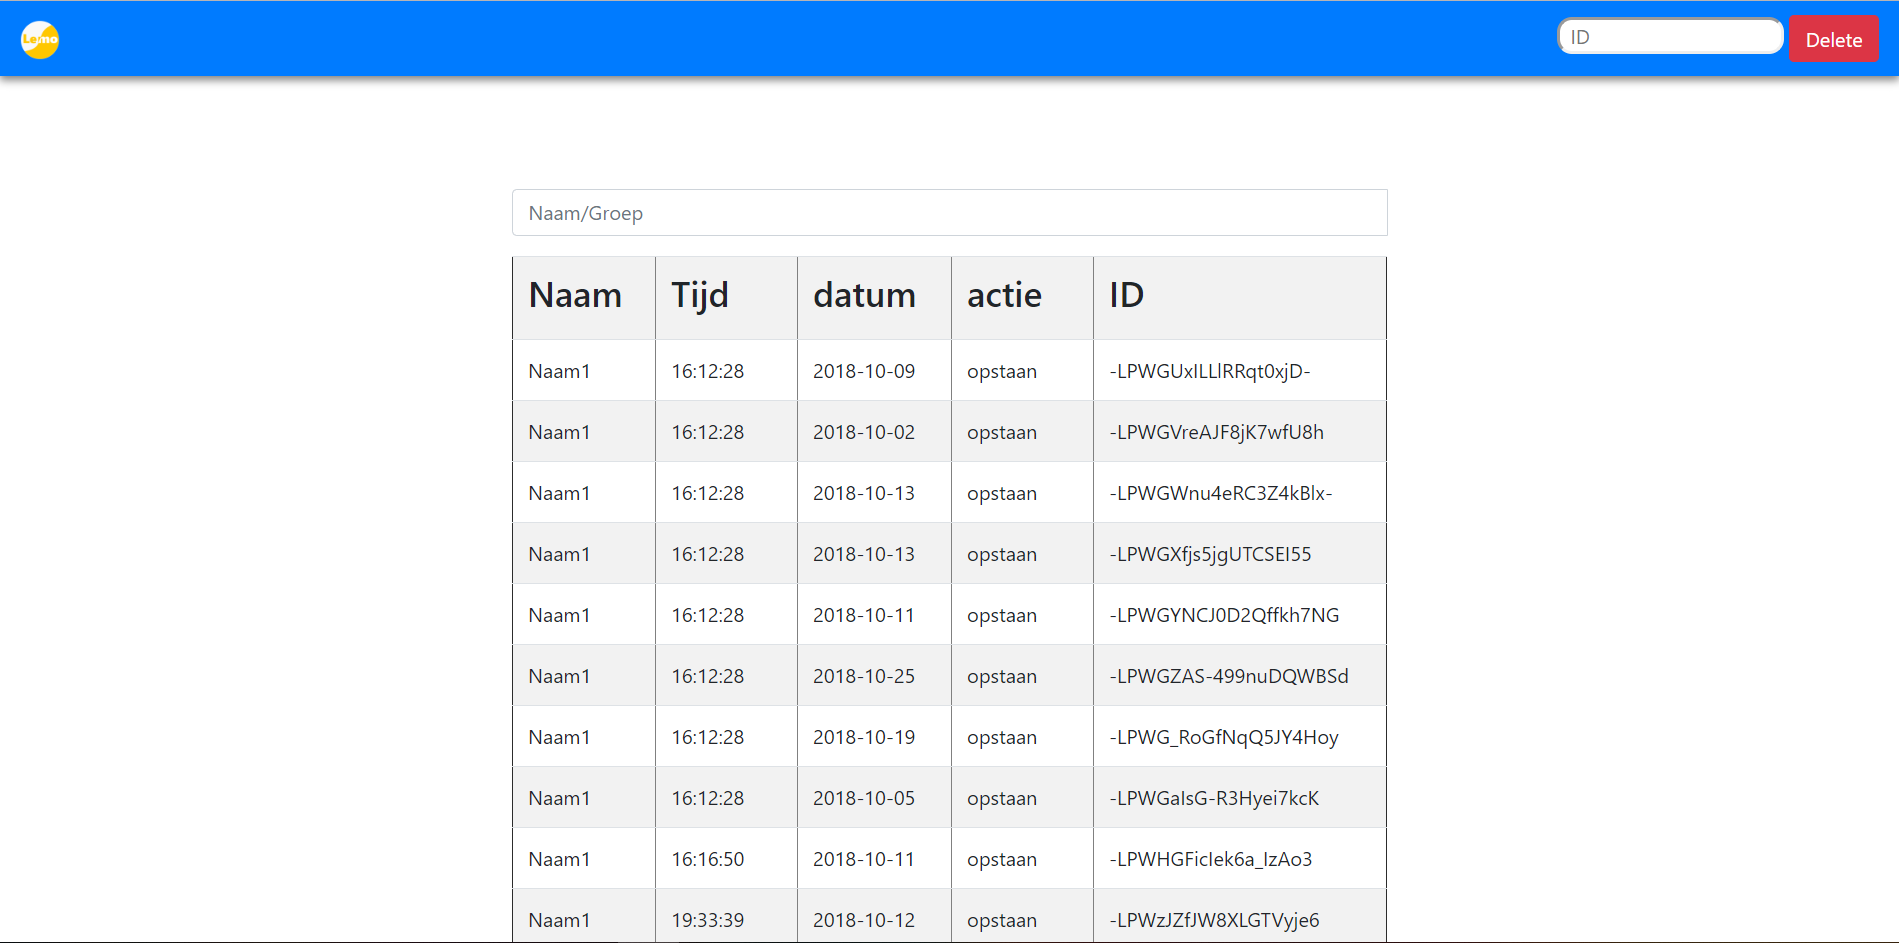 Lemo
ID
Delete
Naam/Groep
Naam Tijd datum actie ID
Naam1 16:12:28 2018-10-09 opstaan -LPWGUxILLlRRqt0xjD-
Naam1 16:12:28 2018-10-02 opstaan -LPWGVreAJF8jK7wfU8h
Naam1 16:12:28 2018-10-13 opstaan -LPWGWnu4eRC3Z4kBlx-
Naam1 16:12:28 2018-10-13 opstaan -LPWGXfjs5jgUTCSEI55
Naam1 16:12:28 2018-10-11 opstaan -LPWGYNCJ0D2Qffkh7NG
Naam1 16:12:28 2018-10-25 opstaan -LPWGZAS-499nuDQWBSd
Naam1 16:12:28 2018-10-19 opstaan -LPWG_RoGfNqQ5JY4Hoy
Naam1 16:12:28 2018-10-05 opstaan -LPWGaIsG-R3Hyei7kcK
Naam1 16:16:50 2018-10-11 opstaan -LPWHGFicIek6a_IzAo3
Naam1 19:33:39 2018-10-12 opstaan -LPWzJZfJW8XLGTVyje6